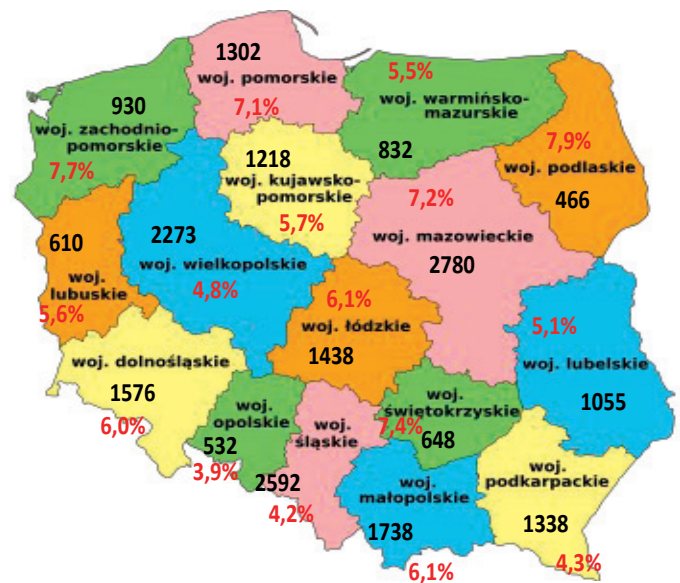 1302
woj. pomorskie
7,1%
5,5%
woj. warmińsko-
mazurskie
832
930
woj. zachodnio-
pomorskie
7,7%
1218
woj. kujawsko-
pomorskie
5,7%
7,9%
woj. podlaskie
466
7,2%
woj. mazowieckie
2780
610
woj.
lubuskie
5,6%
2273
woj. wielkopolskie
4,8%
6,1%
woj. łódzkie
1438
5,1%
woj. lubelskie
1055
woj. dolnośląskie
1576
6,0%
woj.
opolskie
532
3,9%
woj.
śląskie
2592
4,2%
woj.
świętokrzyskie
7,4%
648
woj.
małopolskie
1738
6,1%
woj.
podkarpackie
1338
4,3%